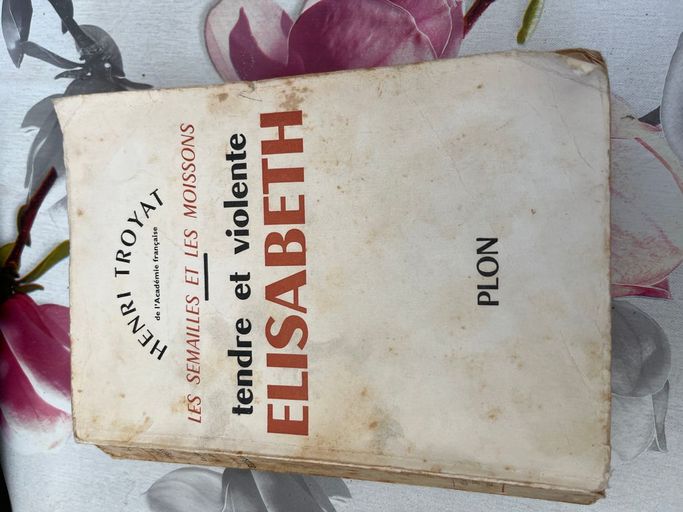 HENRI TROYAT
de l'Académie française
LES SEMAILLES ET LES MOISSONS
tendre et violente
ELISABETH
PLON